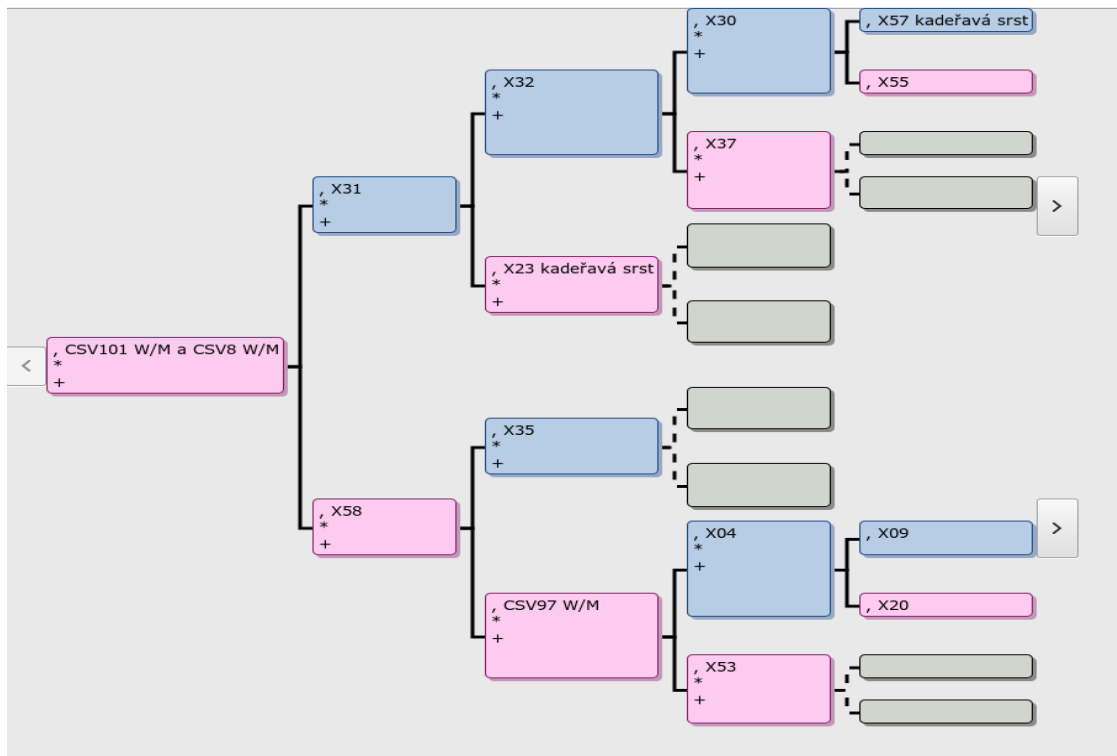 , X30
*
+
, X57 kadeřavá srst
, X55
, X32
*
+
, X37
*
+
, X31
*
+
>
, X23 kadeřavá srst
*
+
<
, CSV101 W/M a CSV8 W/M
*
+
, X35
*
+
, X58
*
+
>
, X04
*
+
, X09
, CSV97 W/M
*
+
, X20
, X53
*
+